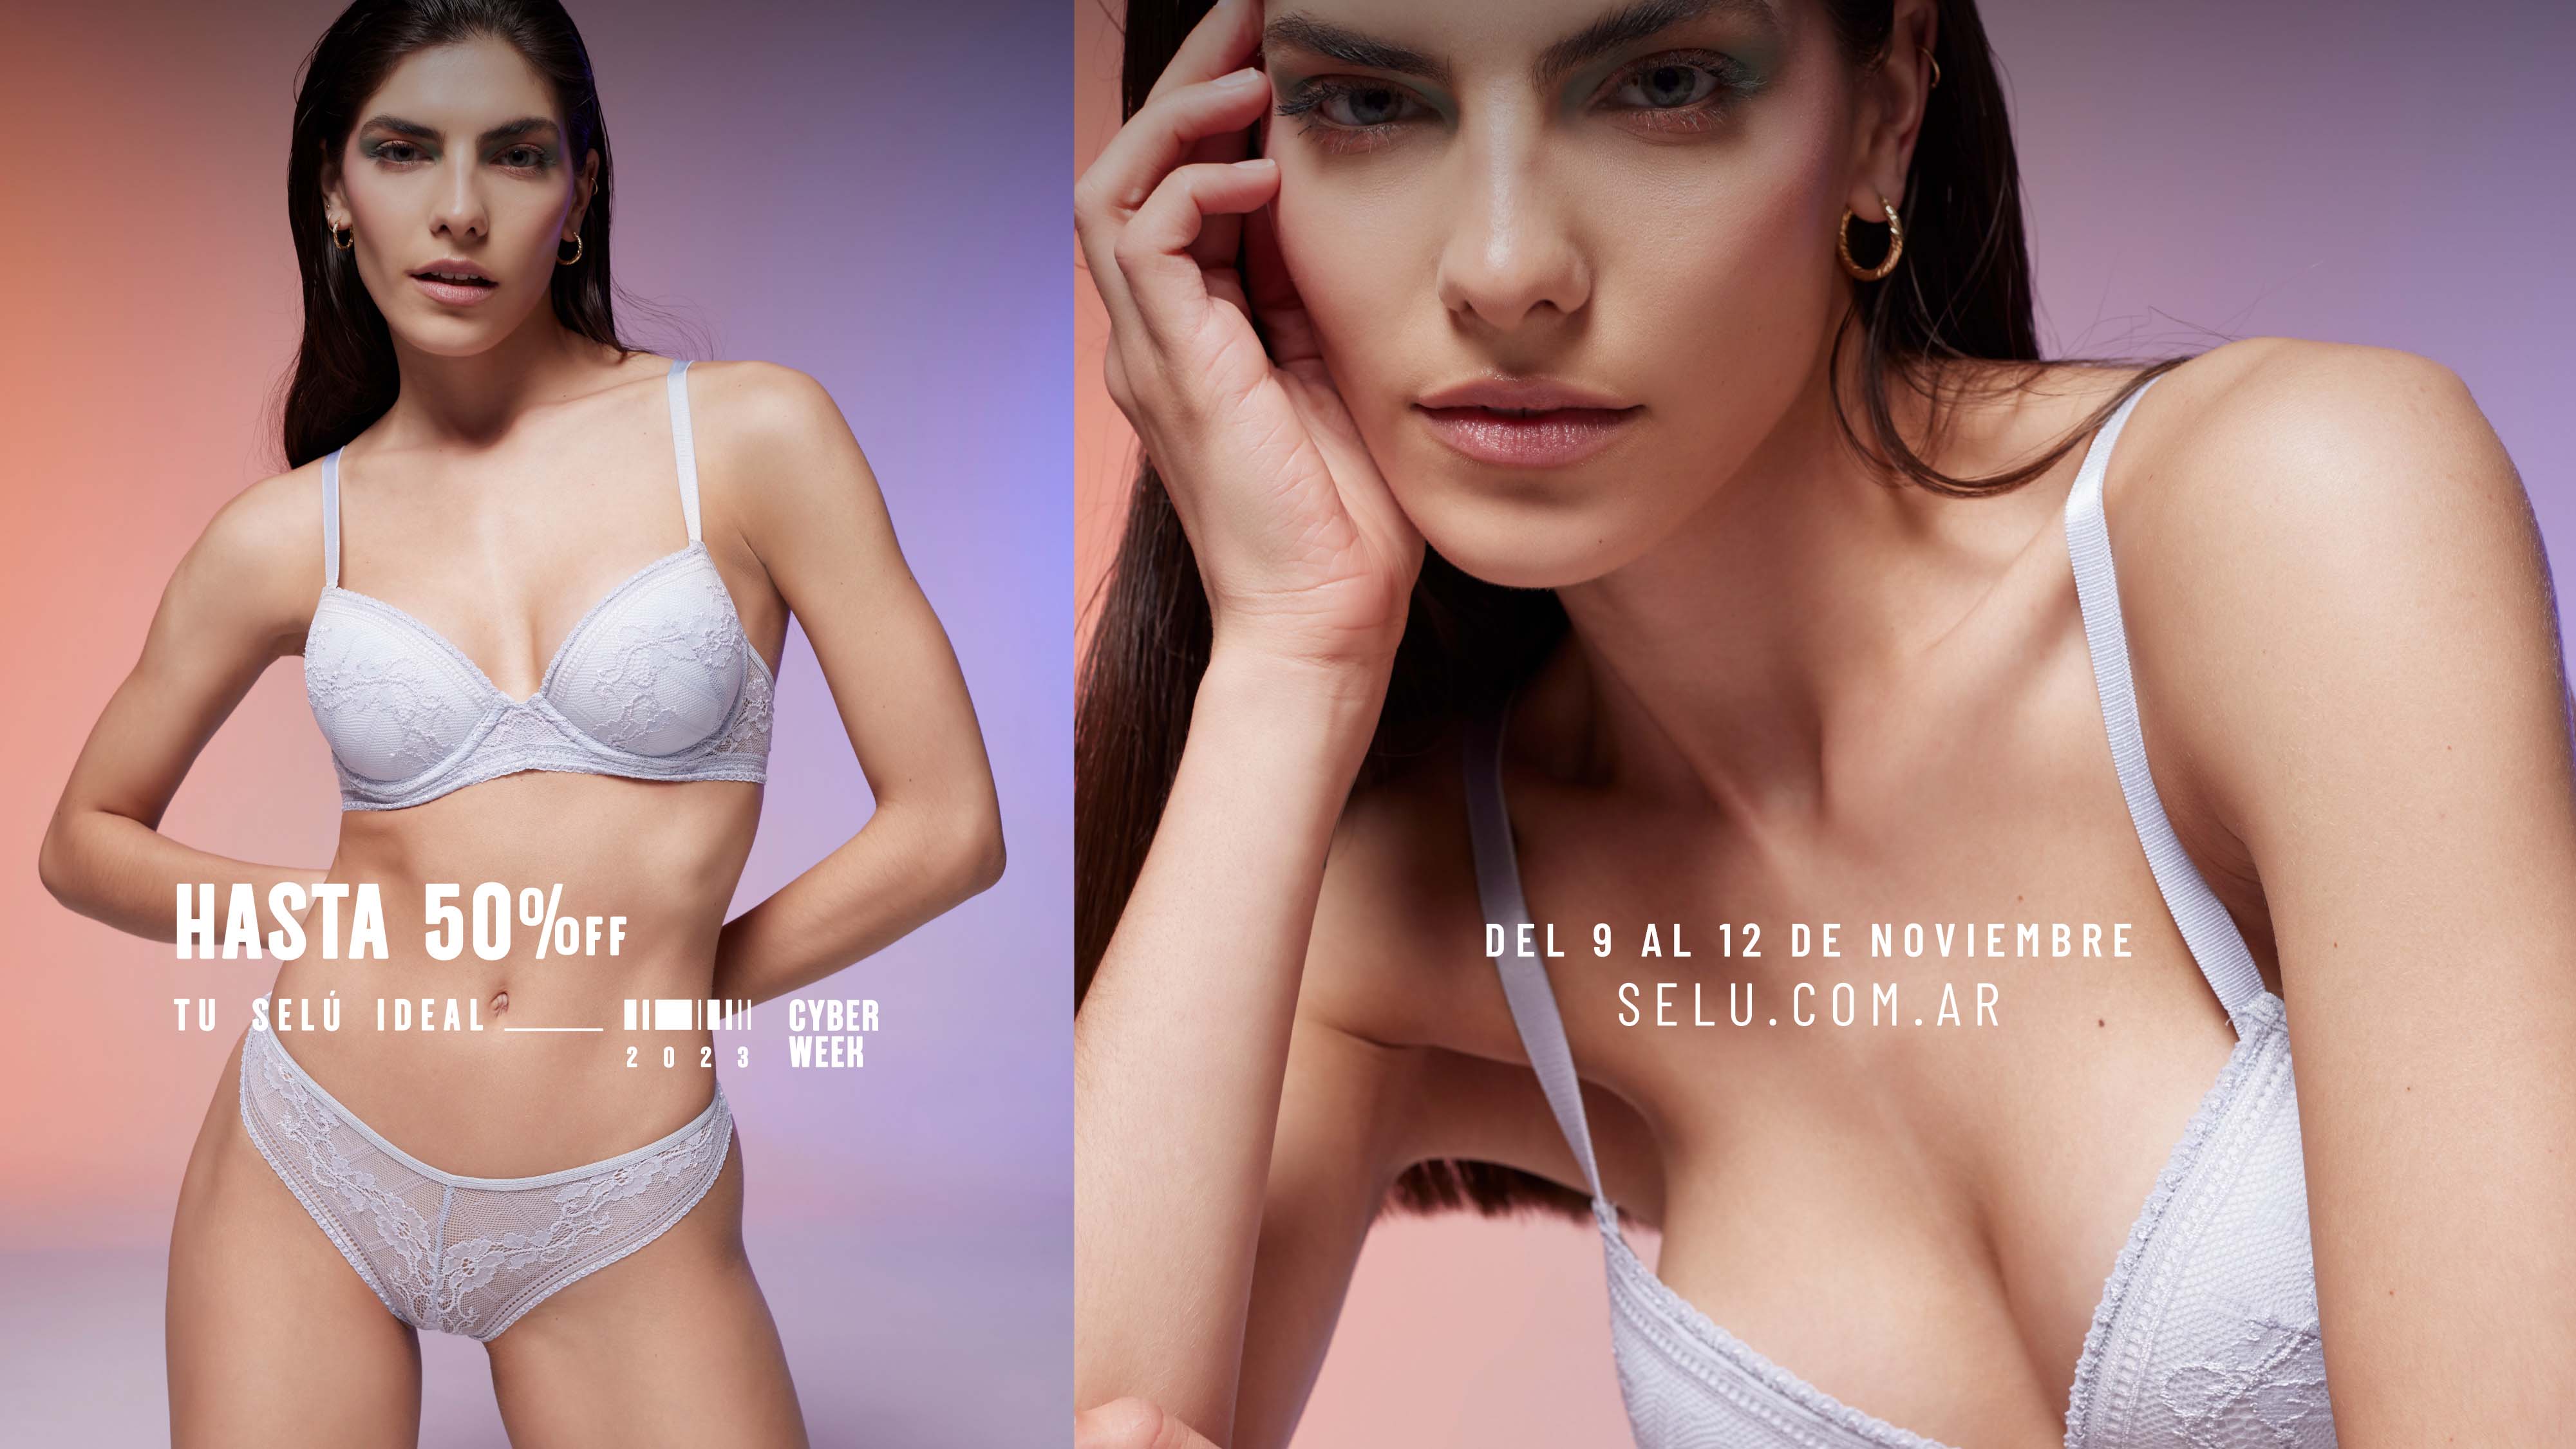 HASTA 50%OFF
TU SELÚ IDEAL
2023
CYBER
WEEK
DEL 9 AL 12 DE NOVIEMBRE
SELU.COM.AR